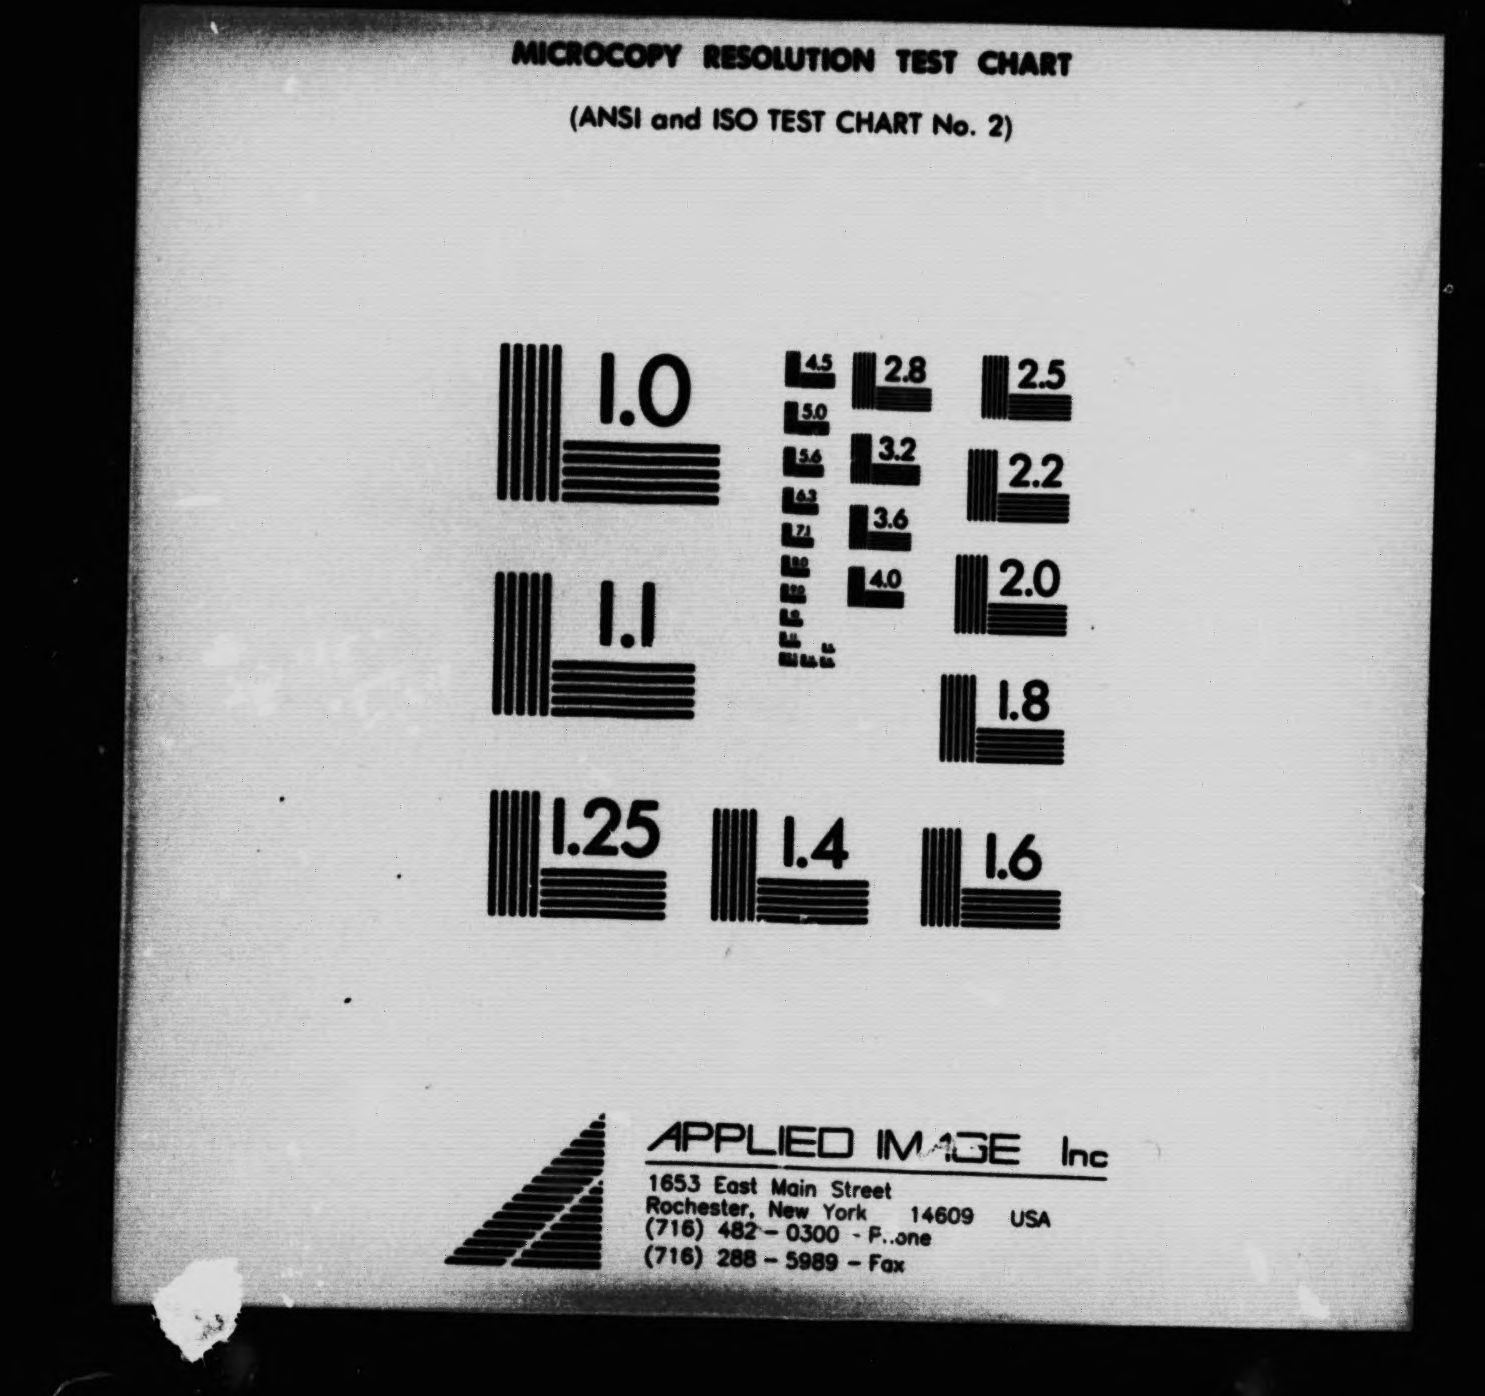 MICROCOPY RESOLUTION TEST CHART
(ANSI and ISO TEST CHART No. 2)
1.0
4.5
2.8
2.5
5.0
3.2
2.2
5.6
6.3
3.6
7.1
2.0
8.0
4.0
1.1
1.8
1.25
1.4
1.6
APPLIED IMAGE Inc
1653 East Main Street
Rochester, New York 14609 USA
(716) 482 - 0300 - Phone
(716) 288 - 5989 - Fax